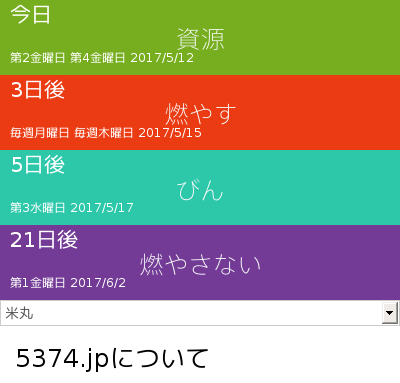 今日
資源
第2金曜日 第4金曜日 2017/5/12
3日後
燃やす
毎週月曜日 毎週木曜日 2017/5/15
5日後
びん
第3水曜日 2017/5/17
21日後
燃やさない
第1金曜日 2017/6/2
米丸
5374.jpについて